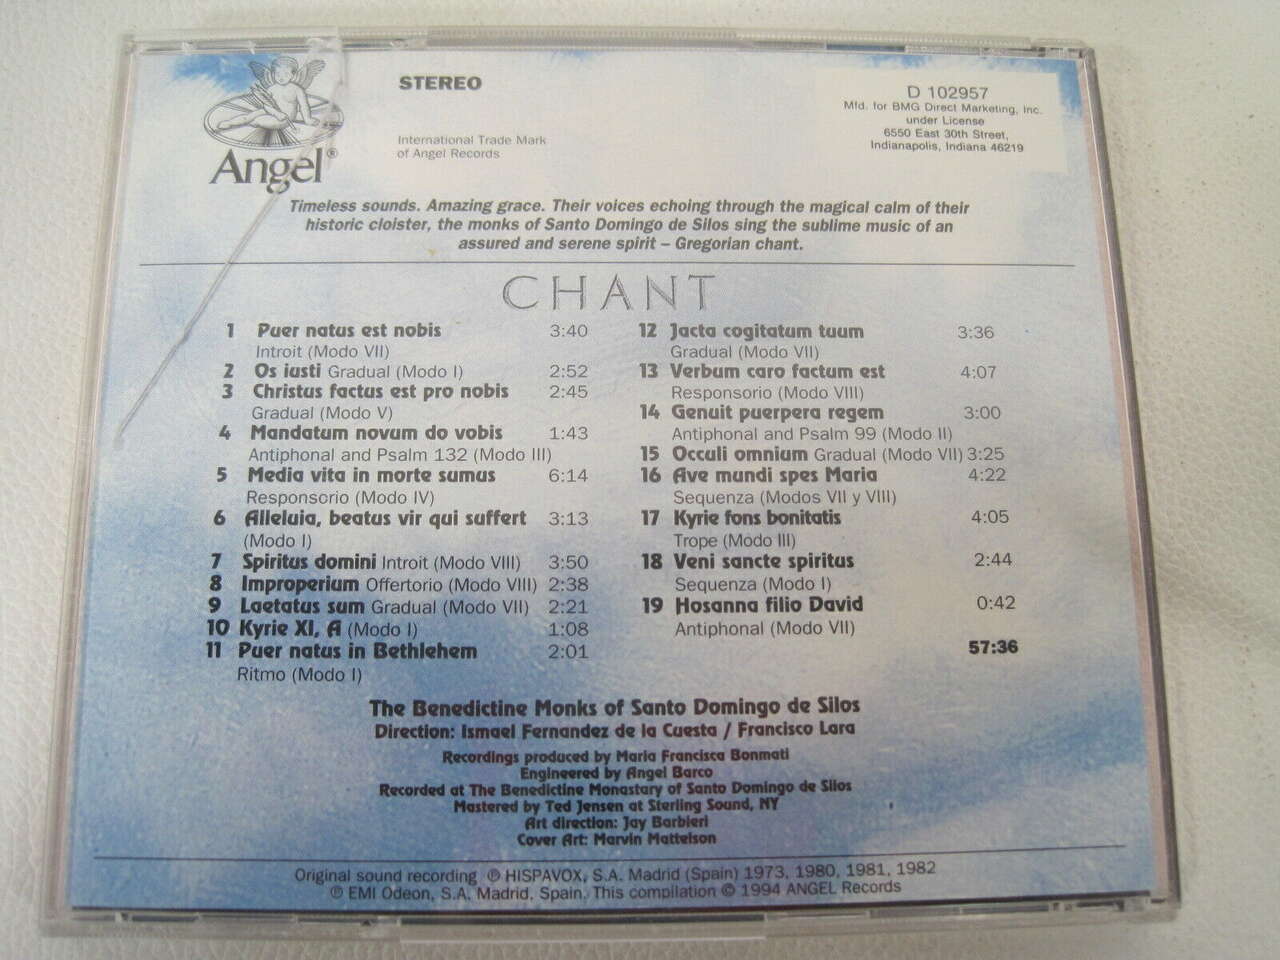 STEREO
D 102957
Mfd. for BMG Direct Marketing, Inc.
under License
6550 East 30th Street,
Indianapolis, Indiana 46219
International Trade Mark
of Angel Records
Angel®
Timeless sounds. Amazing grace. Their voices echoing through the magical calm of their
historic cloister, the monks of Santo Domingo de Silos sing the sublime music of an
assured and serene spirit – Gregorian chant.
CHANT
1 Puer natus est nobis 3:40
Introit (Modo VII)
2 Os iusti Gradual (Modo I) 2:52
3 Christus factus est pro nobis 2:45
Gradual (Modo V)
4 Mandatum novum do vobis 1:43
Antiphonal and Psalm 132 (Modo III)
5 Media vita in morte sumus 6:14
Responsorio (Modo IV)
6 Alleluia, beatus vir qui suffert 3:13
(Modo I)
7 Spiritus domini Introit (Modo VIII) 3:50
8 Improperium Offertorio (Modo VIII) 2:38
9 Laetatus sum Gradual (Modo VII) 2:21
10 Kyrie XI, A (Modo I) 1:08
11 Puer natus in Bethlehem 2:01
Ritmo (Modo I)
12 Jacta cogitatum tuum 3:36
Gradual (Modo VII)
13 Verbum caro factum est 4:07
Responsorio (Modo VIII)
14 Genuit puerpera regem 3:00
Antiphonal and Psalm 99 (Modo II)
15 Occuli omnium Gradual (Modo VII) 3:25
16 Ave mundi spes Maria 4:22
Sequenza (Modos VII y VIII)
17 Kyrie fons bonitatis 4:05
Trope (Modo III)
18 Veni sancte spiritus 2:44
Sequenza (Modo I)
19 Hosanna filio David 0:42
Antiphonal (Modo VII)
57:36
The Benedictine Monks of Santo Domingo de Silos
Direction: Ismael Fernandez de la Cuesta / Francisco Lara
Recordings produced by Maria Francisca Bonmati
Engineered by Angel Barco
Recorded at The Benedictine Monastary of Santo Domingo de Silos
Mastered by Ted Jensen at Sterling Sound, NY
Art direction: Jay Barbieri
Cover Art: Marvin Mattelson
Original sound recording ℗ HISPAVOX, S.A. Madrid (Spain) 1973, 1980, 1981, 1982
℗ EMI Odeon, S.A. Madrid, Spain. This compilation © 1994 ANGEL Records